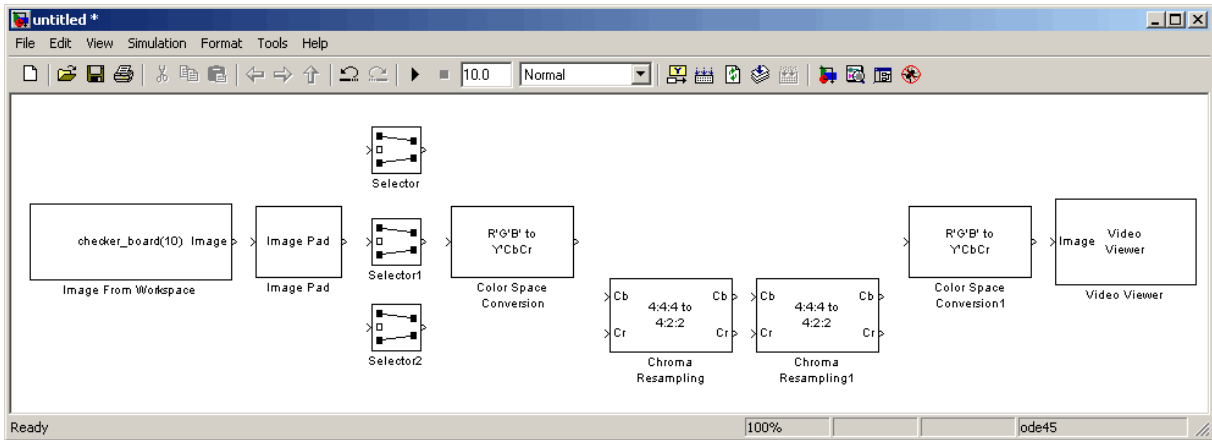 untitled *
File Edit View Simulation Format Tools Help
10.0 Normal
Selector
checker_board(10) Image
Image From Workspace
Image Pad
Image Pad
Selector1
Selector2
R'G'B' to
Y'CbCr
Color Space
Conversion
Cb Cb
4:4:4 to
4:2:2
Cr Cr
Chroma
Resampling
Cb Cb
4:4:4 to
4:2:2
Cr Cr
Chroma
Resampling1
R'G'B' to
Y'CbCr
Color Space
Conversion1
Image Video
Viewer
Video Viewer
Ready 100% ode45